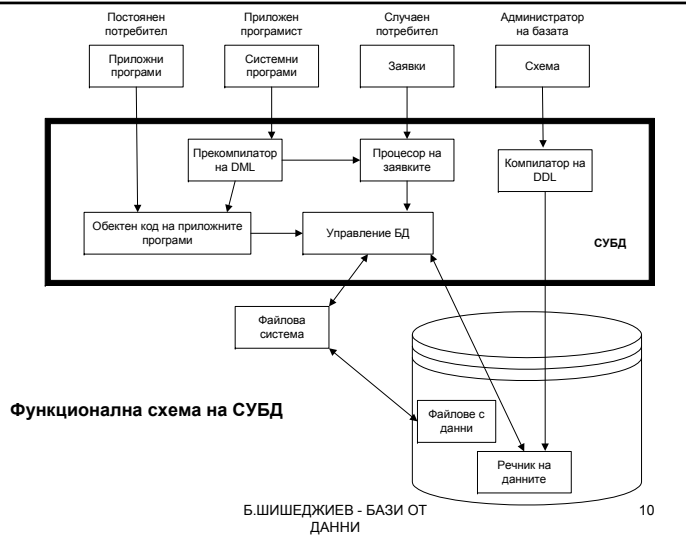 Постоянен
потребител
Приложен
програмист
Случаен
потребител
Администратор
на базата
Приложни
програми
Системни
програми
Заявки
Схема
Прекомпилатор
на DML
Процесор на
заявките
Компилатор на
DDL
Обектен код на приложните
програми
Управление БД
СУБД
Файлова
система
Функционална схема на СУБД
Файлове с
данни
Речник на
данните
Б.ШИШЕДЖИЕВ - БАЗИ ОТ
ДАННИ
10